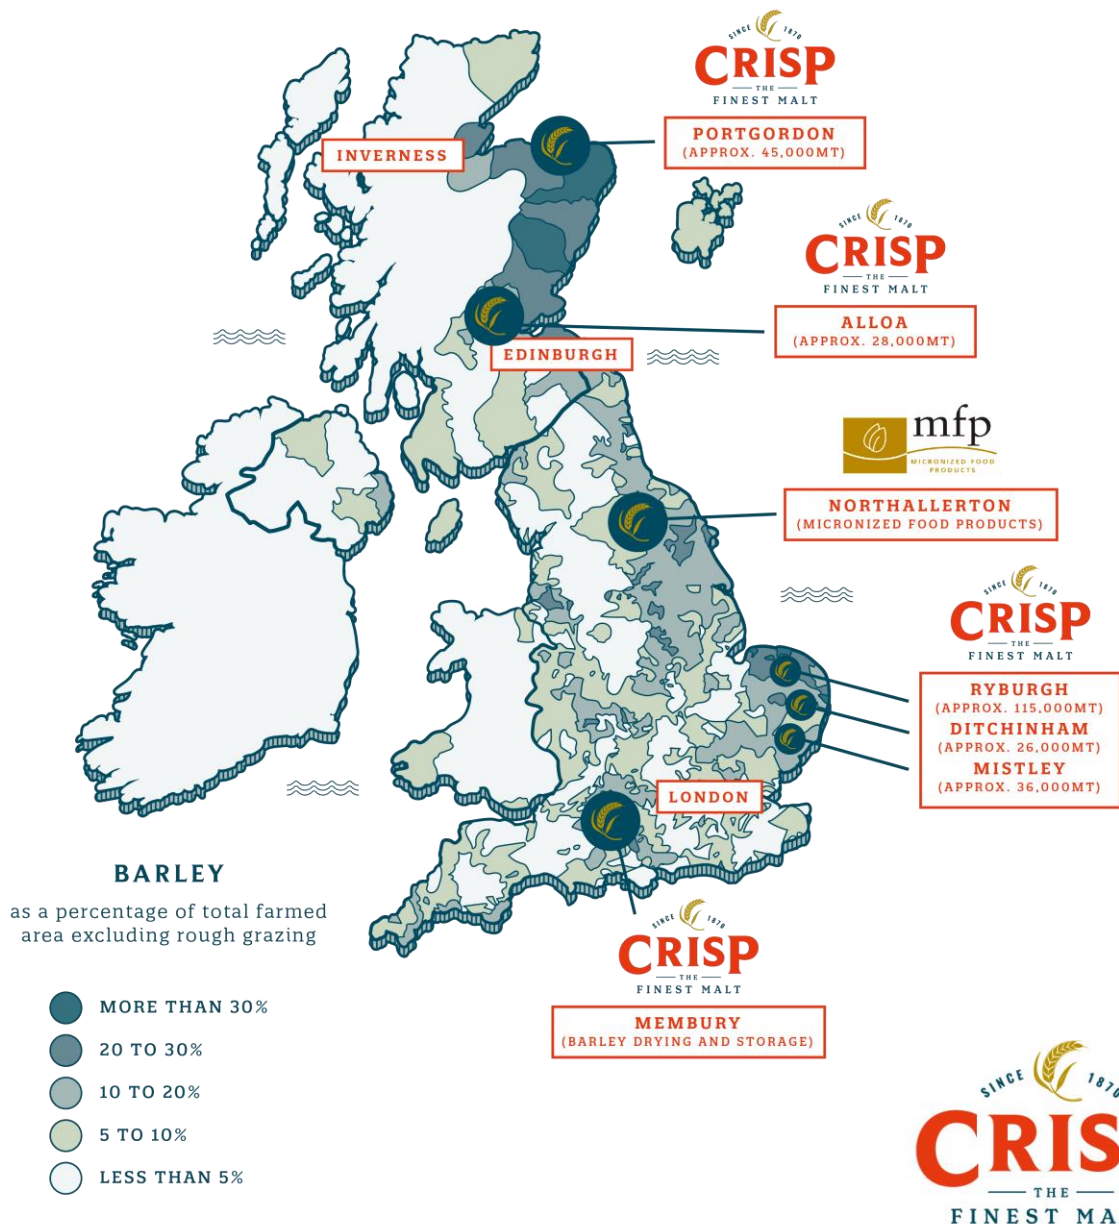 SINCE 1870
CRISP
THE
FINEST MALT
PORTGORDON
(APPROX. 45,000MT)
INVERNESS
SINCE 1870
CRISP
THE
FINEST MALT
ALLOA
(APPROX. 28,000MT)
EDINBURGH
mfp
MICRONIZED FOOD
PRODUCTS
NORTHALLERTON
(MICRONIZED FOOD PRODUCTS)
SINCE 1870
CRISP
THE
FINEST MALT
RYBURGH
(APPROX. 115,000MT)
DITCHINHAM
(APPROX. 26,000MT)
MISTLEY
(APPROX. 36,000MT)
LONDON
BARLEY
as a percentage of total farmed
area excluding rough grazing
SINCE 1870
CRISP
THE
FINEST MALT
MEMBURY
(BARLEY DRYING AND STORAGE)
MORE THAN 30%
20 TO 30%
10 TO 20%
5 TO 10%
LESS THAN 5%
SINCE 1870
CRIS
THE
FINEST MA